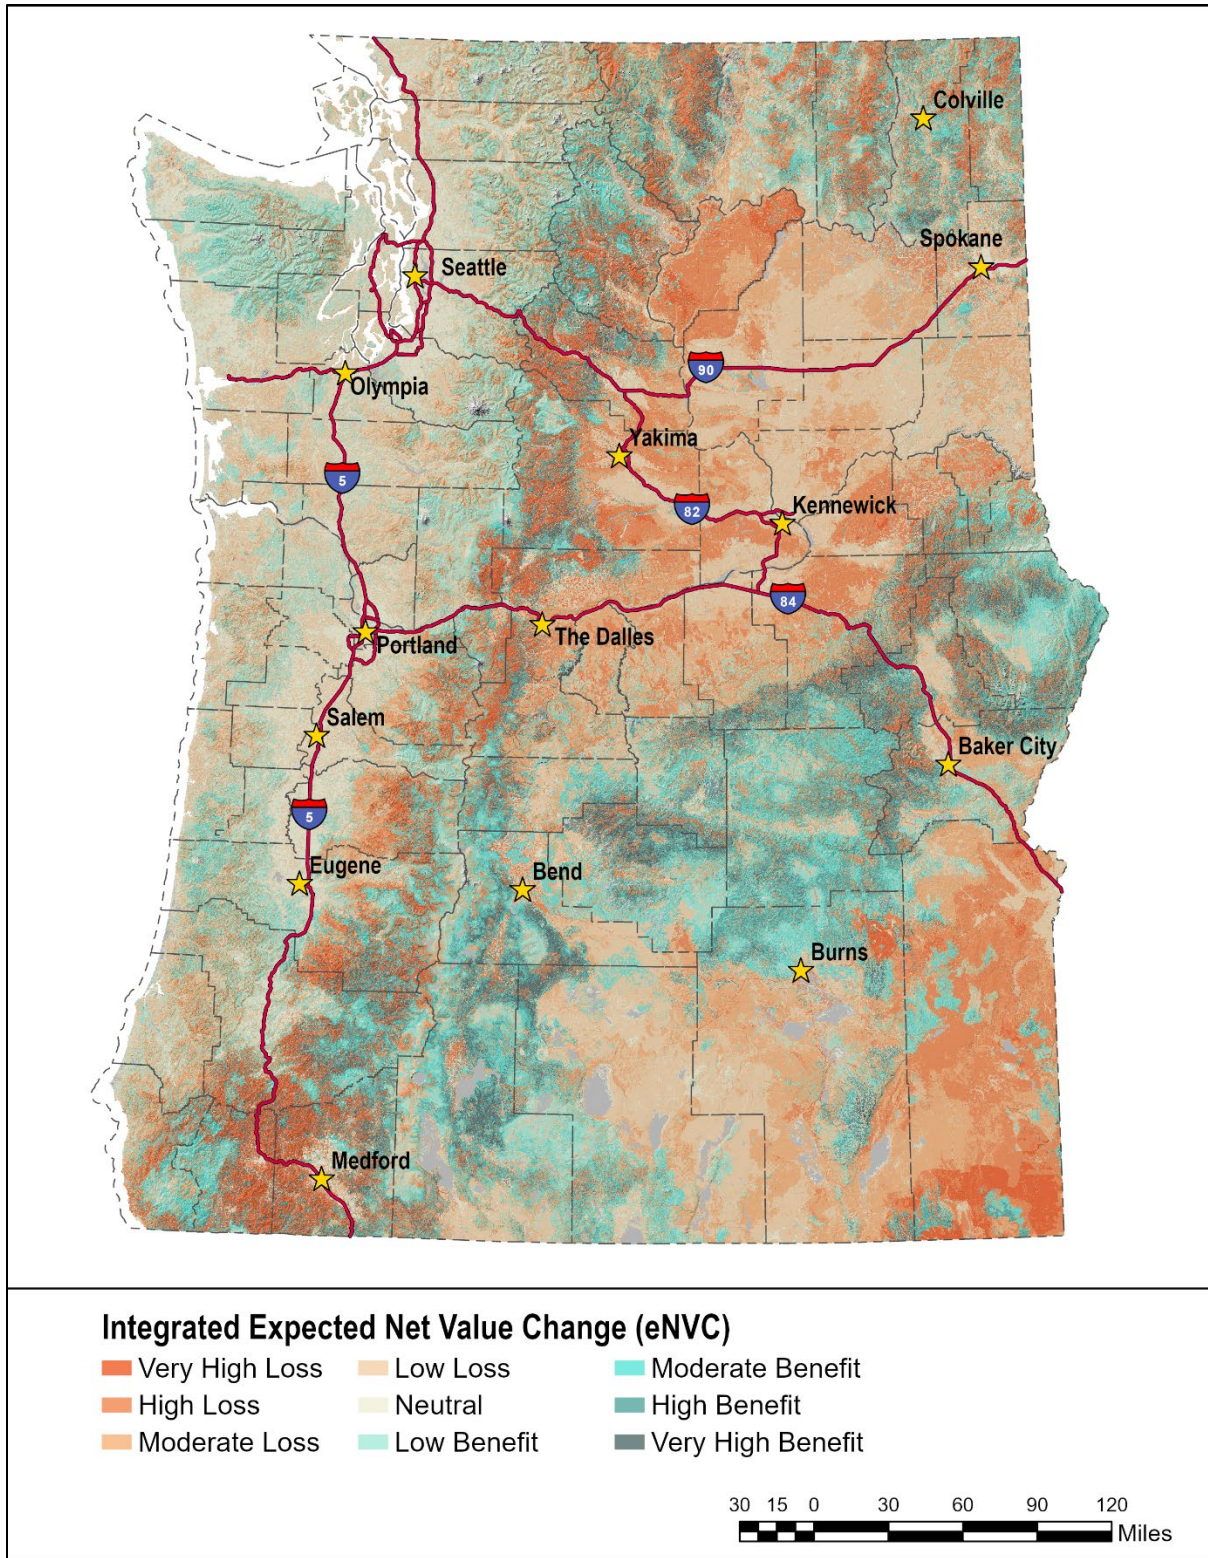 Colville
Spokane
Seattle
90
Olympia
Yakima
5
82
Kennewick
84
The Dalles
Portland
Salem
Baker City
5
Eugene
Bend
Burns
Medford
Integrated Expected Net Value Change (eNVC)
Very High Loss
High Loss
Moderate Loss
Low Loss
Neutral
Low Benefit
Moderate Benefit
High Benefit
Very High Benefit
30 15 0 30 60 90 120
Miles